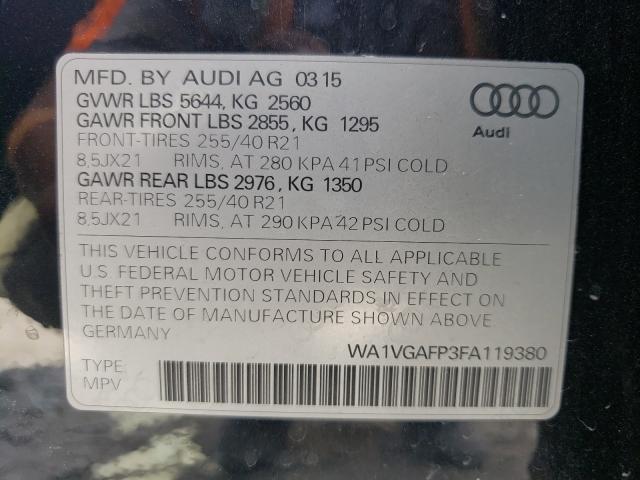 MFD. BY AUDI AG 03 15
GVWR LBS 5644, KG 2560
GAWR FRONT LBS 2855, KG 1295
FRONT-TIRES 255/40 R21
8,5JX21 RIMS, AT 280 KPA 41 PSI COLD
GAWR REAR LBS 2976, KG 1350
REAR-TIRES 255/40 R21
8,5JX21 RIMS, AT 290 KPA 42 PSI COLD
Audi
THIS VEHICLE CONFORMS TO ALL APPLICABLE
U.S. FEDERAL MOTOR VEHICLE SAFETY AND
THEFT PREVENTION STANDARDS IN EFFECT ON
THE DATE OF MANUFACTURE SHOWN ABOVE
GERMANY
WA1VGAFP3FA119380
TYPE
MPV